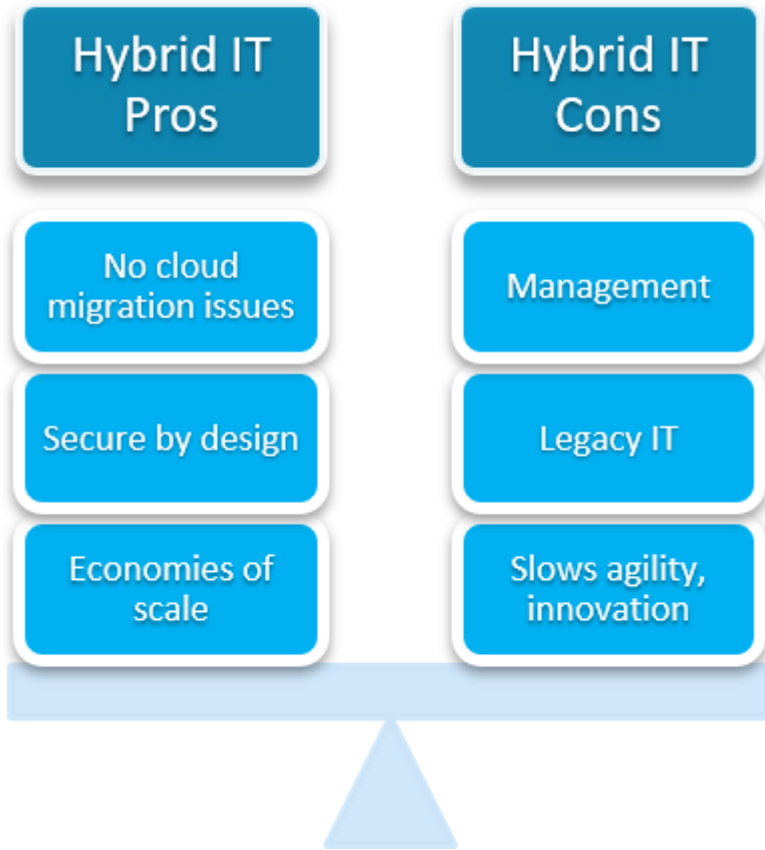 Hybrid IT
Pros
No cloud
migration issues
Secure by design
Economies of
scale
Hybrid IT
Cons
Management
Legacy IT
Slows agility,
innovation